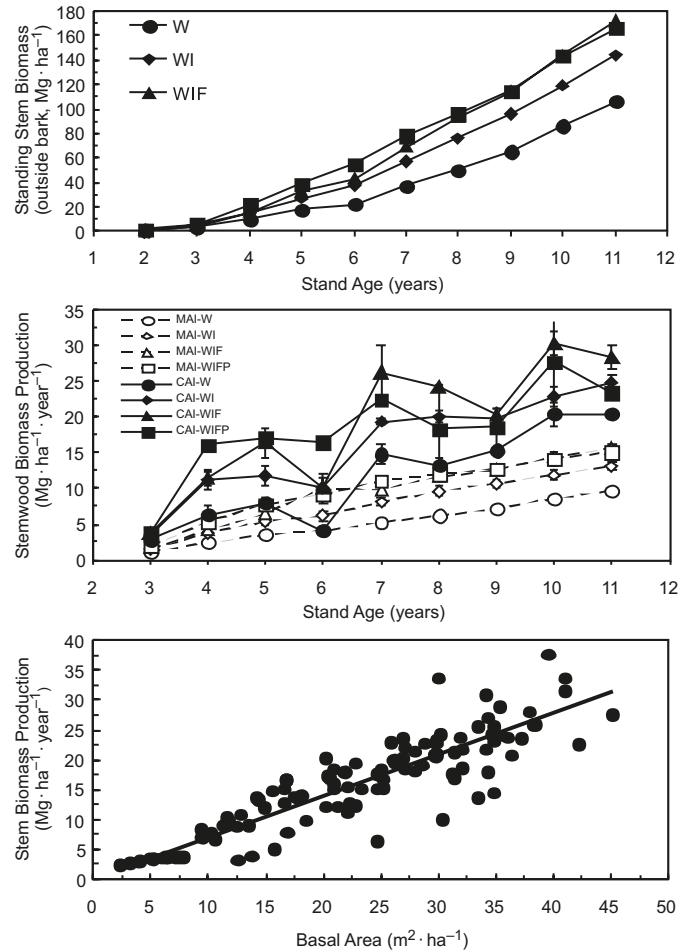 Standing Stem Biomass
(outside bark, Mg · ha⁻¹)
180
160
140
120
100
80
60
40
20
0
W
WI
WIF
1 2 3 4 5 6 7 8 9 10 11 12
Stand Age (years)
Stemwood Biomass Production
(Mg · ha⁻¹ · year⁻¹)
35
30
25
20
15
10
5
0
MAI-W
MAI-WI
MAI-WIF
MAI-WIFP
CAI-W
CAI-WI
CAI-WIF
CAI-WIFP
2 3 4 5 6 7 8 9 10 11 12
Stand Age (years)
Stem Biomass Production
(Mg · ha⁻¹ · year⁻¹)
40
35
30
25
20
15
10
5
0
0 5 10 15 20 25 30 35 40 45 50
Basal Area (m² · ha⁻¹)